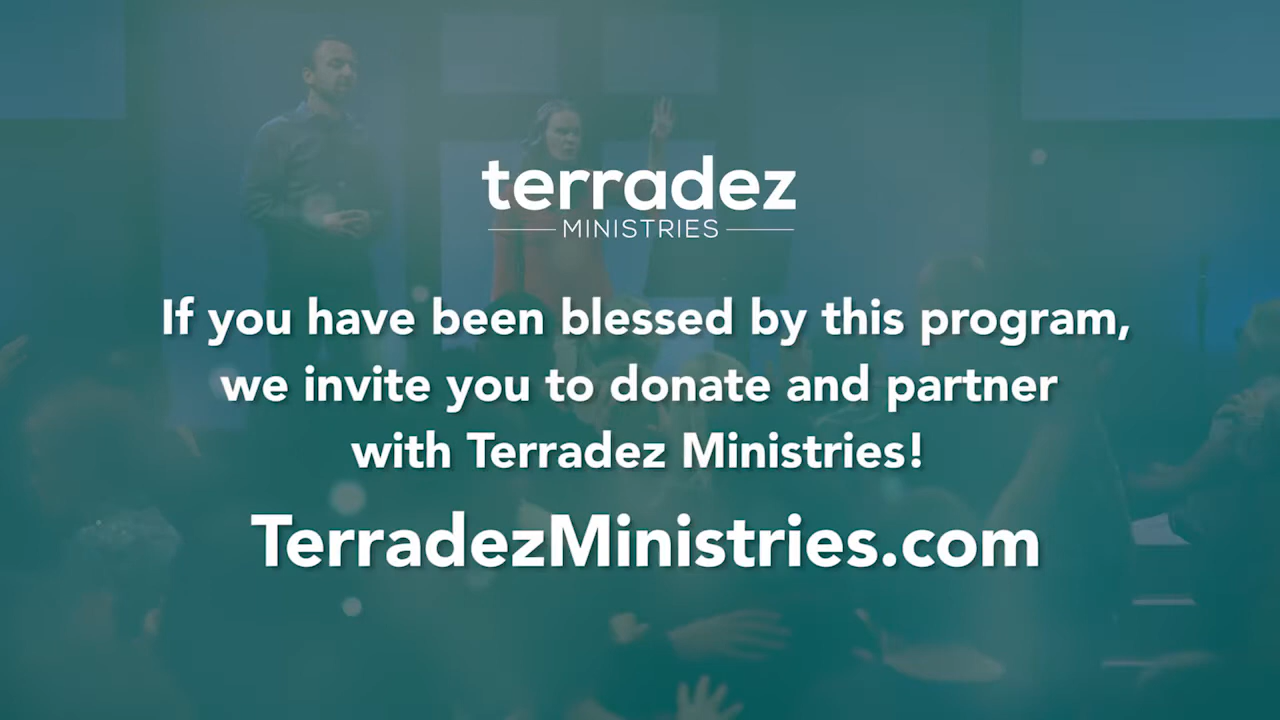 terradez
MINISTRIES
If you have been blessed by this program,
we invite you to donate and partner
with Terradez Ministries!
TerradezMinistries.com